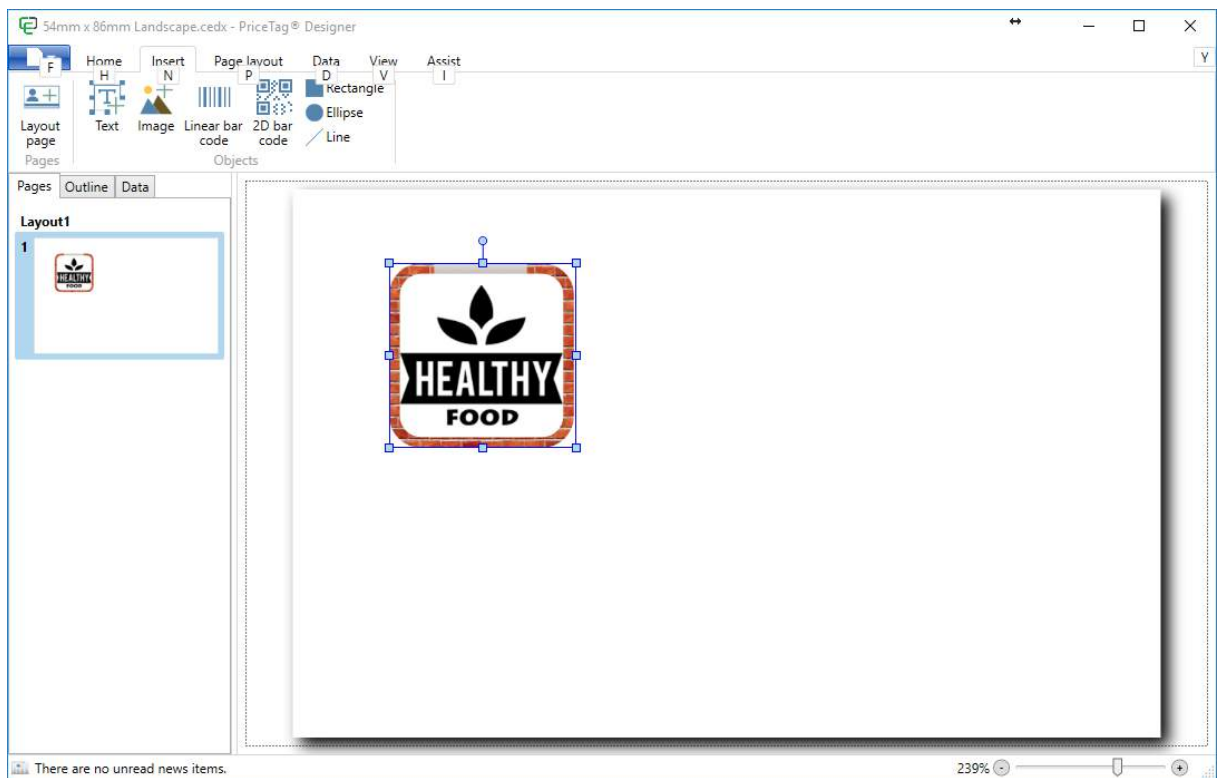 54mm x 86mm Landscape.cedx - PriceTag® Designer
Home Insert Page layout Data View Assist
F H N P D V I Y
Layout page
Text
Image
Linear bar code
2D bar code
Rectangle
Ellipse
Line
Pages
Objects
Pages Outline Data
Layout1
1
HEALTHY
FOOD
HEALTHY
FOOD
There are no unread news items.
239%